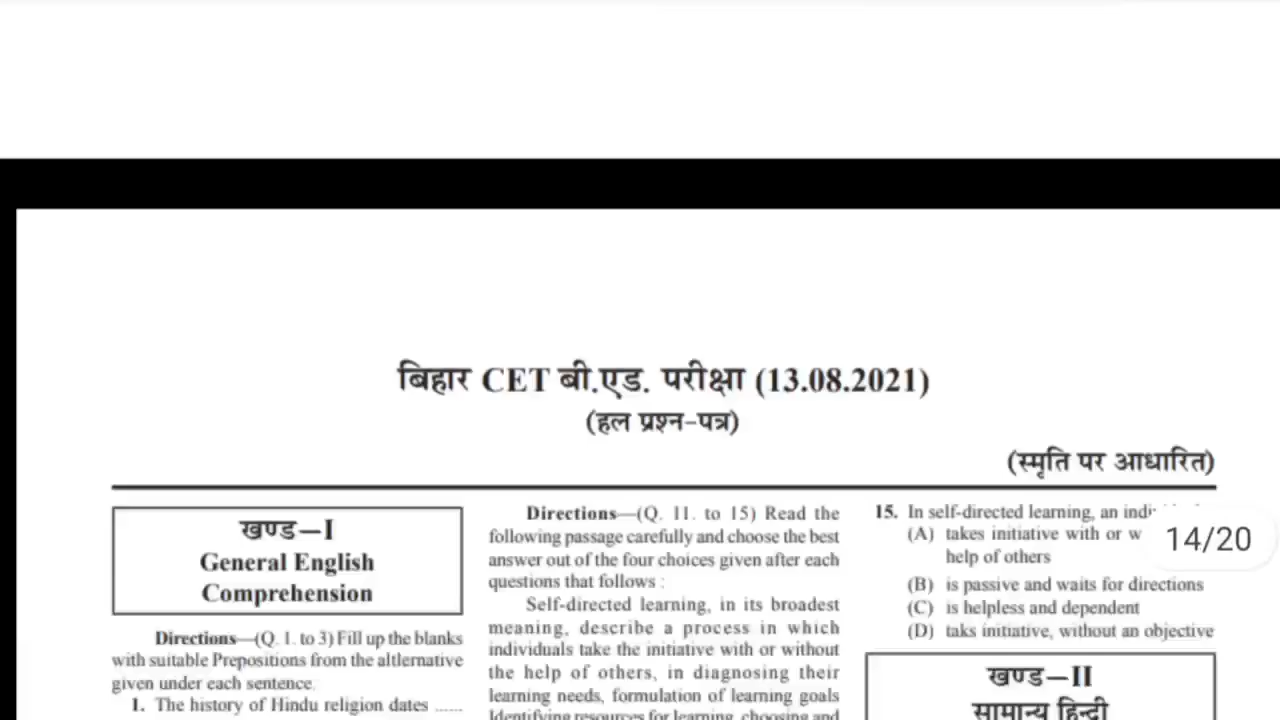 बिहार CET बी.एड. परीक्षा (13.08.2021)
(हल प्रश्न-पत्र)
(स्मृति पर आधारित)
खण्ड—I
General English
Comprehension
Directions—(Q. 1. to 3) Fill up the blanks
with suitable Prepositions from the altlernative
given under each sentence.
1. The history of Hindu religion dates ......
Directions—(Q. 11. to 15) Read the
following passage carefully and choose the best
answer out of the four choices given after each
questions that follows :
Self-directed learning, in its broadest
meaning, describe a process in which
individuals take the initiative with or without
the help of others, in diagnosing their
learning needs, formulation of learning goals
Identifying resources for learning, choosing and
15. In self-directed learning, an
(A) takes initiative with or
help of others
(B) is passive and waits for directions
(C) is helpless and dependent
(D) taks initiative, without an objective
14/20
खण्ड—II
सामान्य हिन्दी